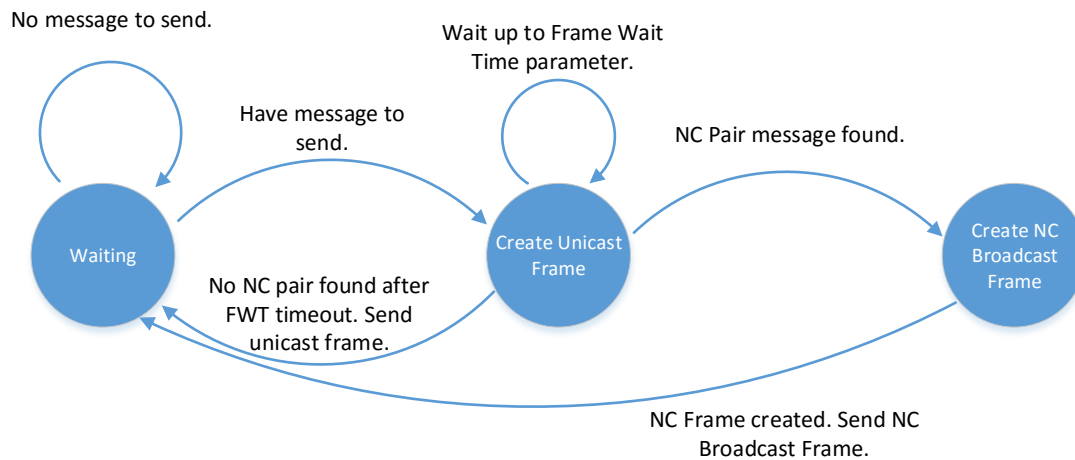 No message to send.
Wait up to Frame Wait
Time parameter.
Have message to
send.
NC Pair message found.
Waiting
Create Unicast
Frame
Create NC
Broadcast
Frame
No NC pair found after
FWT timeout. Send
unicast frame.
NC Frame created. Send NC
Broadcast Frame.